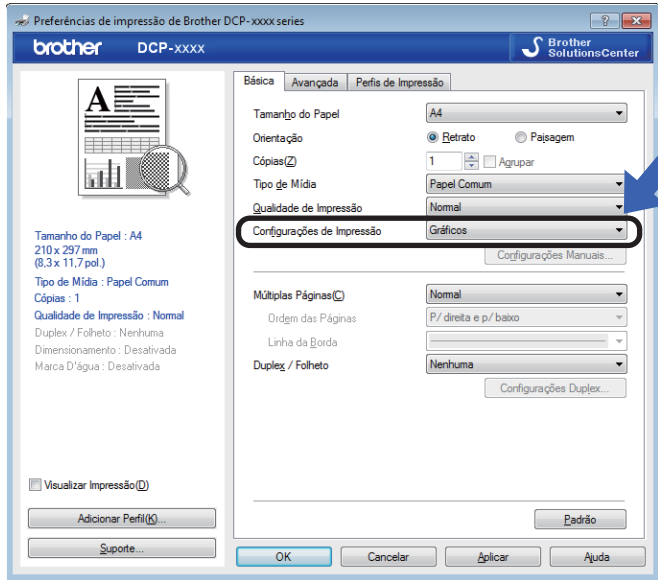 Preferências de impressão de Brother DCP-xxxx series
brother DCP-xxxx
Brother
SolutionsCenter
Básica Avançada Perfis de Impressão
Tamanho do Papel A4
Orientação Retrato Paisagem
Cópias(Z) 1 Agrupar
Tipo de Mídia Papel Comum
Qualidade de Impressão Normal
Configurações de Impressão Gráficos
Configurações Manuais...
Múltiplas Páginas(C) Normal
Ordem das Páginas P/ direita e p/ baixo
Linha da Borda
Duplex / Folheto Nenhuma
Configurações Duplex...
A
Tamanho do Papel : A4
210 x 297 mm
(8,3 x 11,7 pol.)
Tipo de Mídia : Papel Comum
Cópias : 1
Qualidade de Impressão : Normal
Duplex / Folheto : Nenhuma
Dimensionamento : Desativada
Marca D'água : Desativada
Visualizar Impressão(D)
Adicionar Perfil(K)...
Suporte...
Padrão
OK Cancelar Aplicar Ajuda